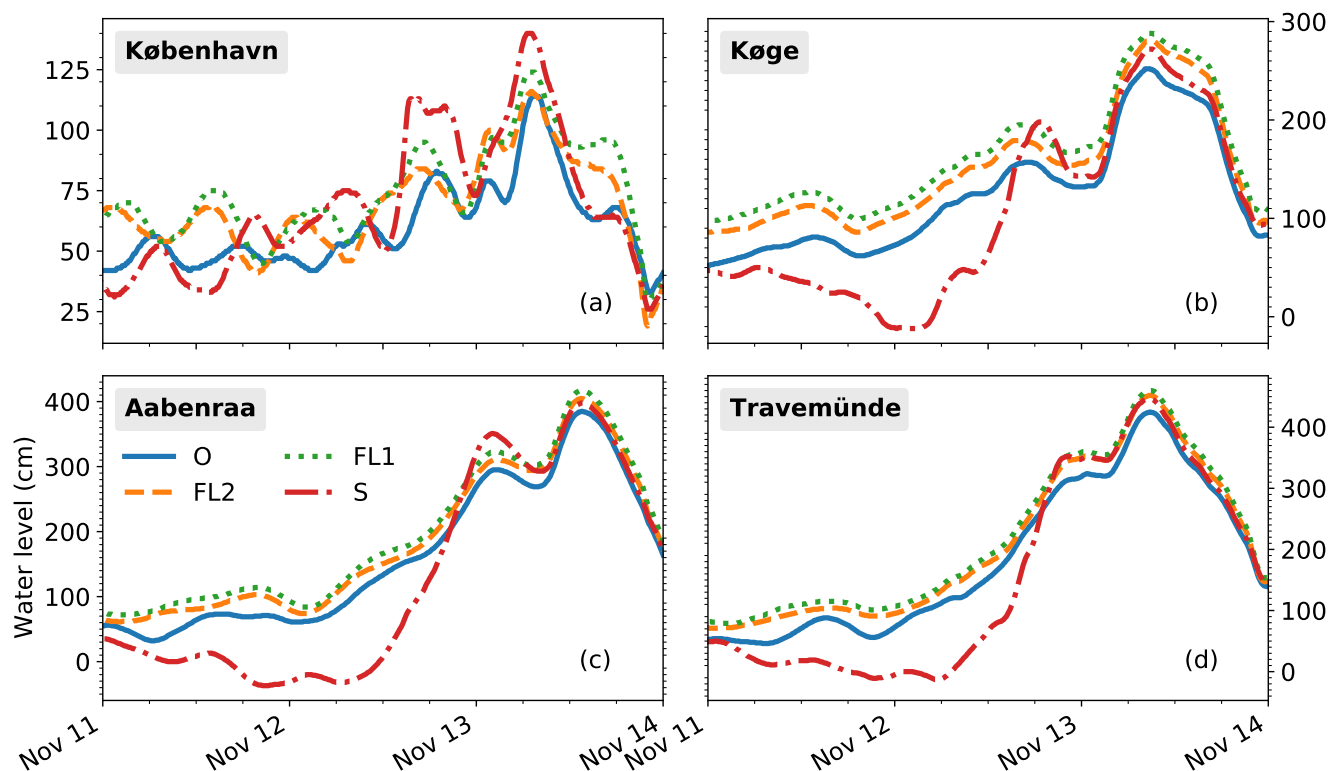 København
125
100
75
50
25
(a)
Køge
300
200
100
0
(b)
Water level (cm)
Aabenraa
O FL1
FL2 S
400
300
200
100
0
(c)
Travemünde
400
300
200
100
0
(d)
Nov 11 Nov 12 Nov 13 Nov 14
Nov 11 Nov 12 Nov 13 Nov 14